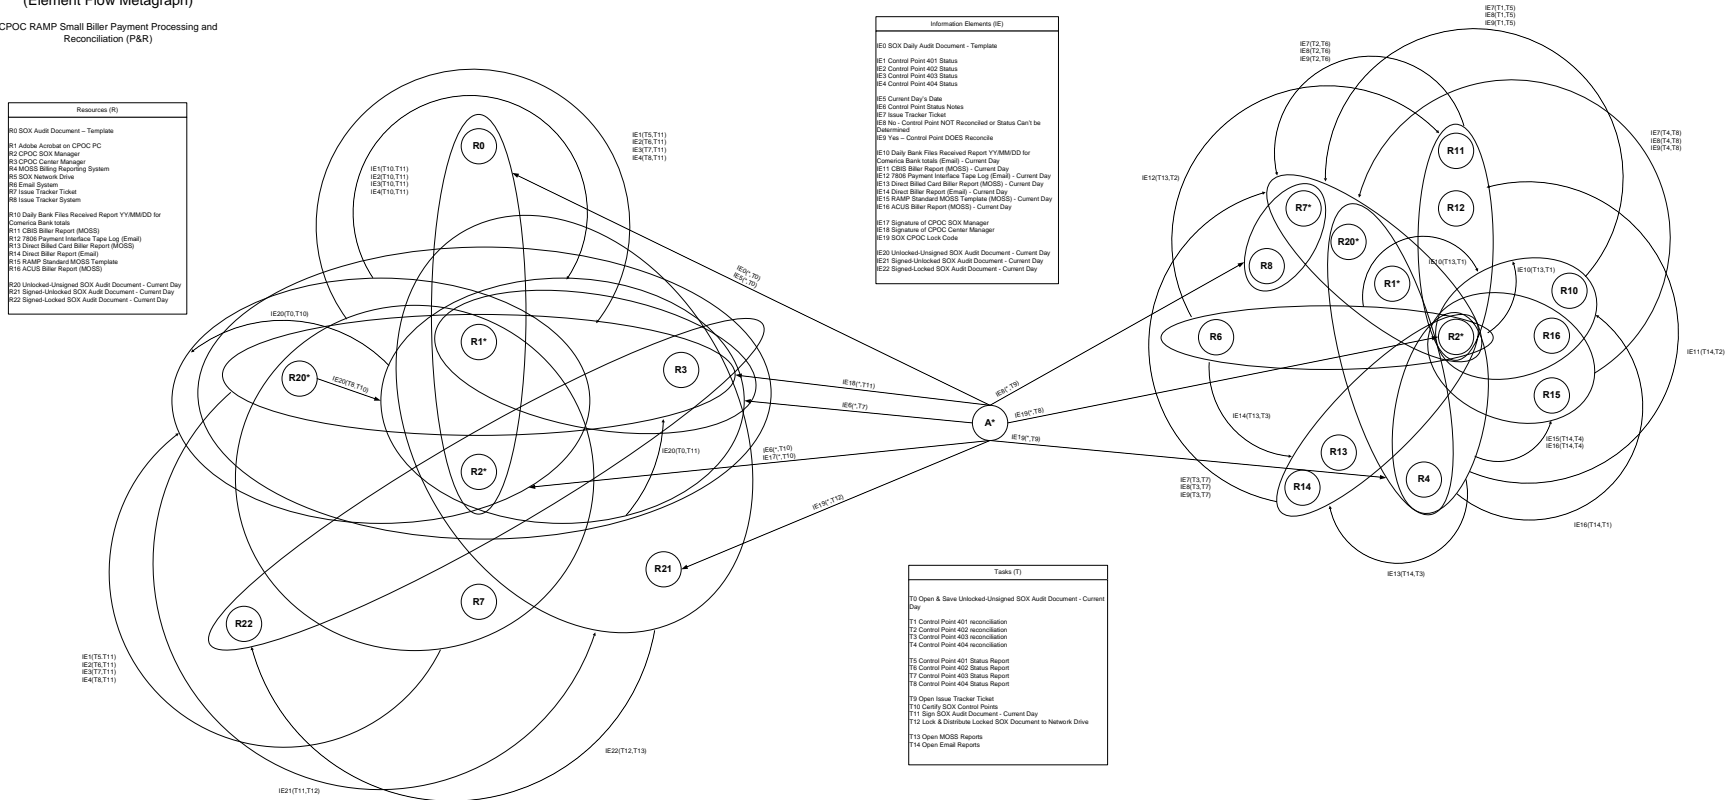 (Element Flow Metagraph)
CPOC RAMP Small Biller Payment Processing and
Reconciliation (P&R)
Resources (R)
R0 SOX Audit Document – Template
R1 Adobe Acrobat on CPOC PC
R2 CPOC SOX Manager
R3 CPOC Center Manager
R4 MOSS Billing Reporting System
R5 SOX Network Drive
R6 Email System
R7 Issue Tracker Ticket
R8 Issue Tracker System
R10 Daily Bank Files Received Report YY/MM/DD for
Comerica Bank totals
R11 CBIS Biller Report (MOSS)
R12 7806 Payment Interface Tape Log (Email)
R13 Direct Billed Card Biller Report (MOSS)
R14 Direct Biller Report (Email)
R15 RAMP Standard MOSS Template
R16 ACUS Biller Report (MOSS)
R20 Unlocked-Unsigned SOX Audit Document - Current Day
R21 Signed-Unlocked SOX Audit Document - Current Day
R22 Signed-Locked SOX Audit Document - Current Day
Information Elements (IE)
IE0 SOX Daily Audit Document - Template
IE1 Control Point 401 Status
IE2 Control Point 402 Status
IE3 Control Point 403 Status
IE4 Control Point 404 Status
IE5 Current Day's Date
IE6 Control Point Status Notes
IE7 Issue Tracker Ticket
IE8 No - Control Point NOT Reconciled or Status Can't be
Determined
IE9 Yes – Control Point DOES Reconcile
IE10 Daily Bank Files Received Report YY/MM/DD for
Comerica Bank totals (Email) - Current Day
IE11 CBIS Biller Report (MOSS) - Current Day
IE12 7806 Payment Interface Tape Log (Email) - Current Day
IE13 Direct Billed Card Biller Report (MOSS) - Current Day
IE14 Direct Biller Report (Email) - Current Day
IE15 RAMP Standard MOSS Template (MOSS) - Current Day
IE16 ACUS Biller Report (MOSS) - Current Day
IE17 Signature of CPOC SOX Manager
IE18 Signature of CPOC Center Manager
IE19 SOX CPOC Lock Code
IE20 Unlocked-Unsigned SOX Audit Document - Current Day
IE21 Signed-Unlocked SOX Audit Document - Current Day
IE22 Signed-Locked SOX Audit Document - Current Day
Tasks (T)
T0 Open & Save Unlocked-Unsigned SOX Audit Document - Current
Day
T1 Control Point 401 reconciliation
T2 Control Point 402 reconciliation
T3 Control Point 403 reconciliation
T4 Control Point 404 reconciliation
T5 Control Point 401 Status Report
T6 Control Point 402 Status Report
T7 Control Point 403 Status Report
T8 Control Point 404 Status Report
T9 Open Issue Tracker Ticket
T10 Certify SOX Control Points
T11 Sign SOX Audit Document - Current Day
T12 Lock & Distribute Locked SOX Document to Network Drive
T13 Open MOSS Reports
T14 Open Email Reports
R0
R1*
R3
R20*
R2*
R21
R7
R22
IE1(T10,T11)
IE2(T10,T11)
IE3(T10,T11)
IE4(T10,T11)
IE1(T5,T11)
IE2(T6,T11)
IE3(T7,T11)
IE4(T8,T11)
IE20(T0,T10)
IE20(T8,T10)
IE20(T0,T11)
IE1(T5,T11)
IE2(T6,T11)
IE3(T7,T11)
IE4(T8,T11)
IE21(T11,T12)
IE22(T12,T13)
IE0(*,T0)
IE5(*,T0)
IE18(*,T11)
IE6(*,T7)
IE6(*,T10)
IE17(*,T10)
IE19(*,T12)
A*
IE8(*,T9)
IE19(*,T8)
IE19(*,T9)
IE7(T1,T5)
IE8(T1,T5)
IE9(T1,T5)
IE7(T2,T6)
IE8(T2,T6)
IE9(T2,T6)
IE7(T4,T8)
IE8(T4,T8)
IE9(T4,T8)
IE12(T13,T2)
R11
R7*
R12
R20*
R8
R1*
R10
IE10(T13,T1)
IE10(T13,T1)
R6
R2*
R16
R15
R13
R14
R4
IE11(T14,T2)
IE14(T13,T3)
IE15(T14,T4)
IE16(T14,T4)
IE7(T3,T7)
IE8(T3,T7)
IE9(T3,T7)
IE16(T14,T1)
IE13(T14,T3)